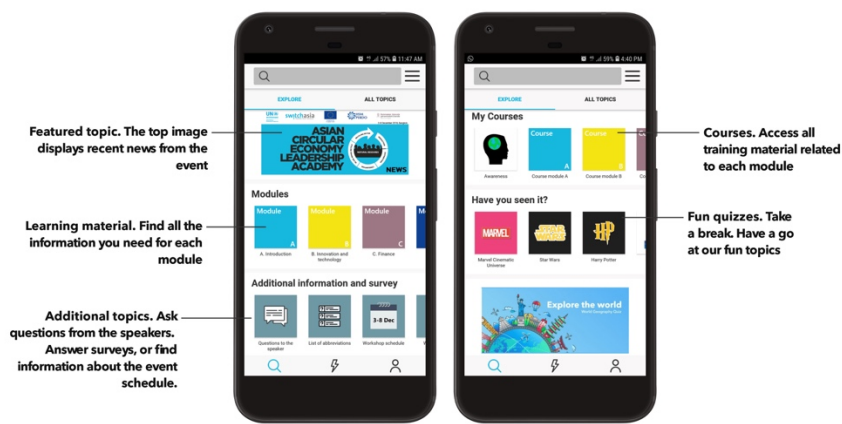 Featured topic. The top image
displays recent news from the
event
Learning material. Find all the
information you need for each
module
Additional topics. Ask
questions from the speakers.
Answer surveys, or find
information about the event
schedule.
57% 11:47 AM
EXPLORE ALL TOPICS
switchasia
ASIAN
CIRCULAR
ECONOMY
LEADERSHIP
ACADEMY
NEWS
Modules
Module Module Module M
A B C
A. Introduction B. Innovation and technology C. Finance
Additional information and survey
3-8 Dec
Questions to the speaker List of abbreviations Workshop schedule W
59% 4:40 PM
EXPLORE ALL TOPICS
My Courses
Course Course C
A B
Awareness Course module A Course module B Co
Have you seen it?
MARVEL STAR WARS HP
Marvel Cinematic Universe Star Wars Harry Potter
Explore the world
World Geography Quiz
Courses. Access all
training material related
to each module
Fun quizzes. Take
a break. Have a go
at our fun topics